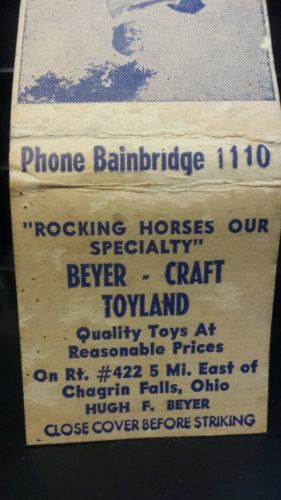 Phone Bainbridge 1110
"ROCKING HORSES OUR
SPECIALTY"
BEYER - CRAFT
TOYLAND
Quality Toys At
Reasonable Prices
On Rt. #422 5 Mi. East of
Chagrin Falls, Ohio
HUGH F. BEYER
CLOSE COVER BEFORE STRIKING